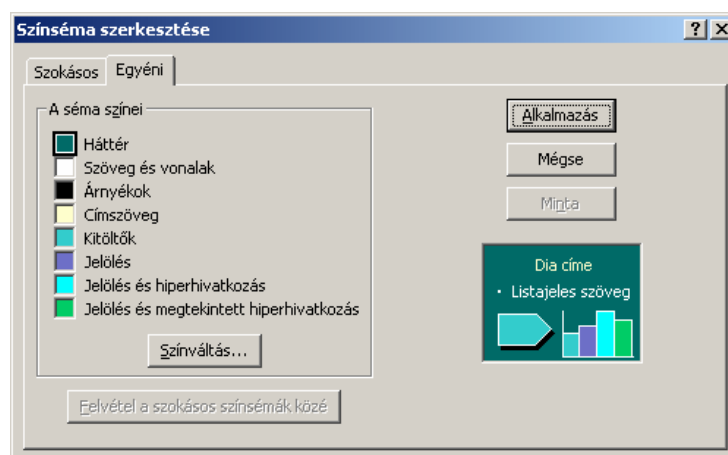 Színséma szerkesztése
Szokásos
Egyéni
A séma színei
Háttér
Szöveg és vonalak
Árnyékok
Címszöveg
Kitöltők
Jelölés
Jelölés és hiperhivatkozás
Jelölés és megtekintett hiperhivatkozás
Színváltás...
Felvétel a szokásos színsémák közé
Alkalmazás
Mégse
Minta
Dia címe
• Listajeles szöveg